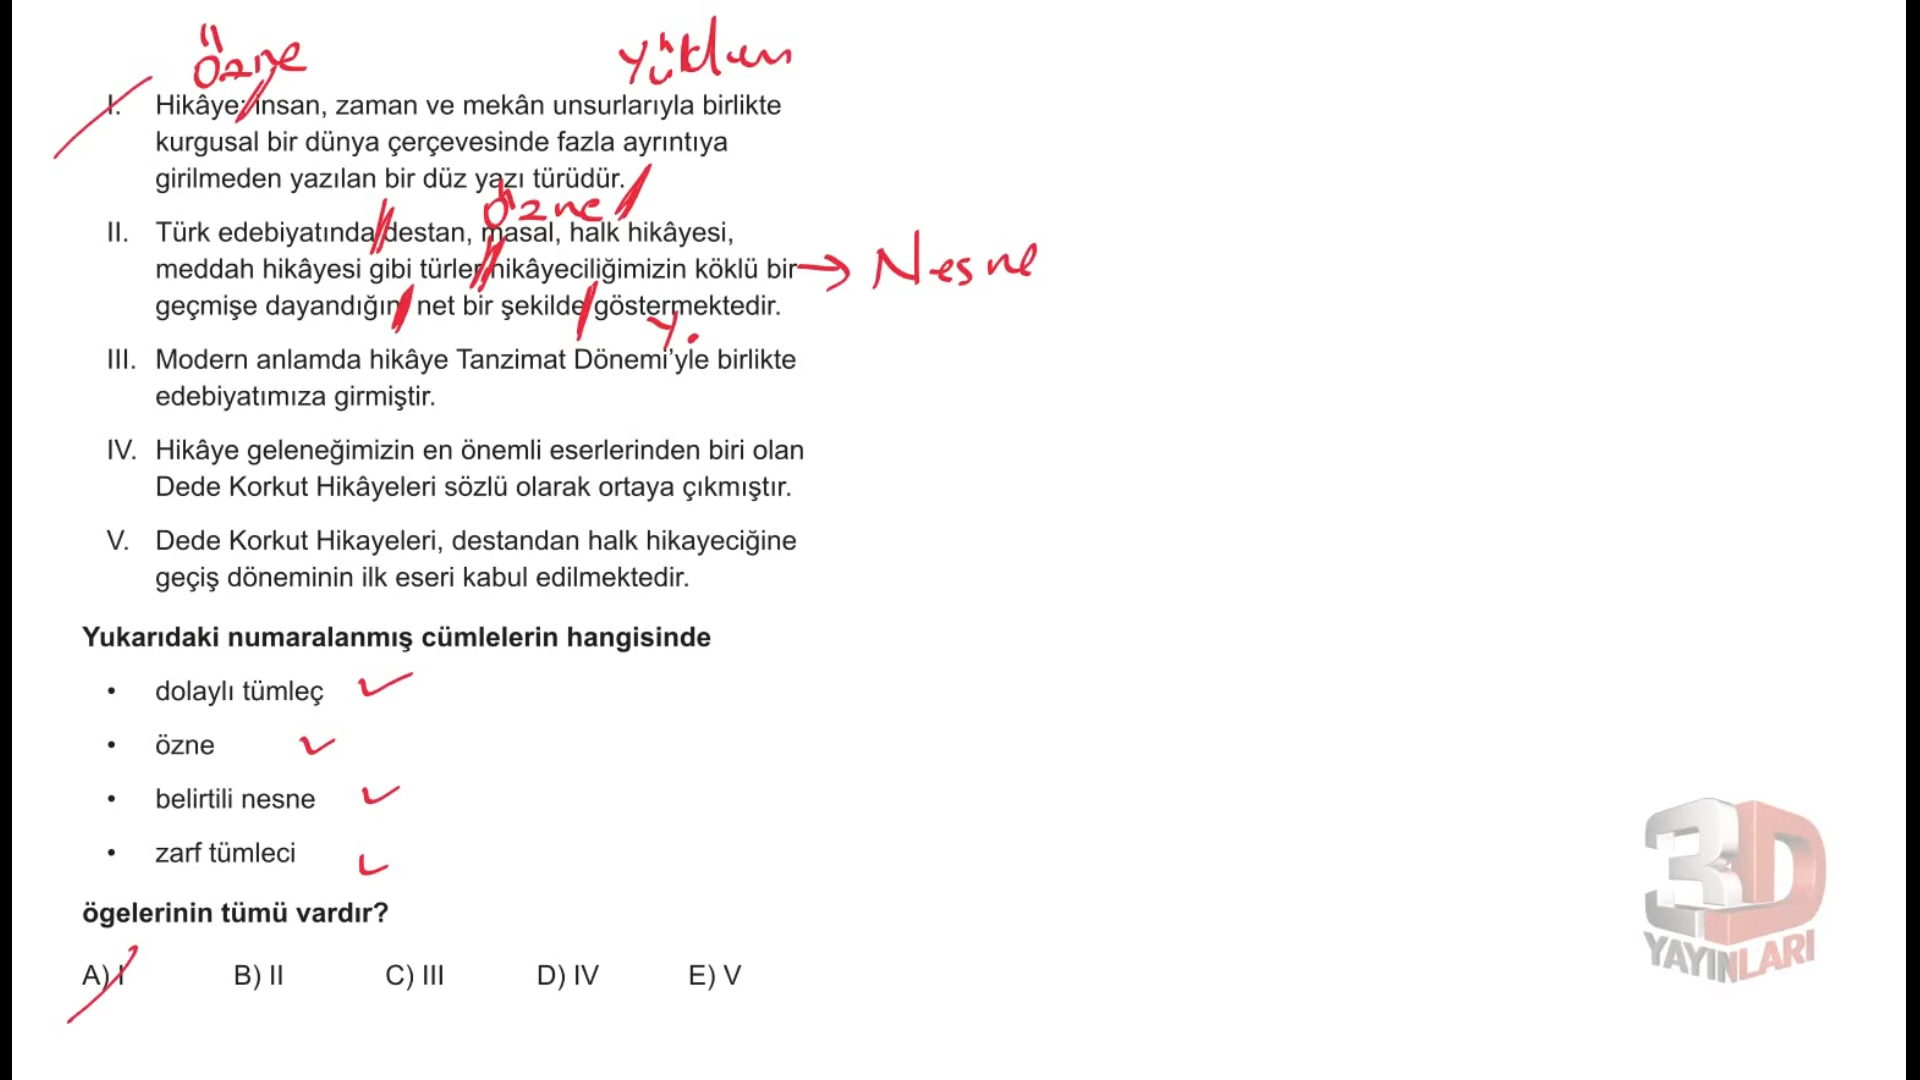 Özne Yüklem
I. Hikâye; insan, zaman ve mekân unsurlarıyla birlikte
kurgusal bir dünya çerçevesinde fazla ayrıntıya
girilmeden yazılan bir düz yazı türüdür.
Özne
II. Türk edebiyatında destan, masal, halk hikâyesi,
meddah hikâyesi gibi türler hikâyeciliğimizin köklü bir → Nesne
geçmişe dayandığını net bir şekilde göstermektedir.
Y.
III. Modern anlamda hikâye Tanzimat Dönemi’yle birlikte
edebiyatımıza girmiştir.
IV. Hikâye geleneğimizin en önemli eserlerinden biri olan
Dede Korkut Hikâyeleri sözlü olarak ortaya çıkmıştır.
V. Dede Korkut Hikayeleri, destandan halk hikayeciğine
geçiş döneminin ilk eseri kabul edilmektedir.
Yukarıdaki numaralanmış cümlelerin hangisinde
• dolaylı tümleç
• özne
• belirtili nesne
• zarf tümleci
ögelerinin tümü vardır?
A) I B) II C) III D) IV E) V
3D
YAYINLARI